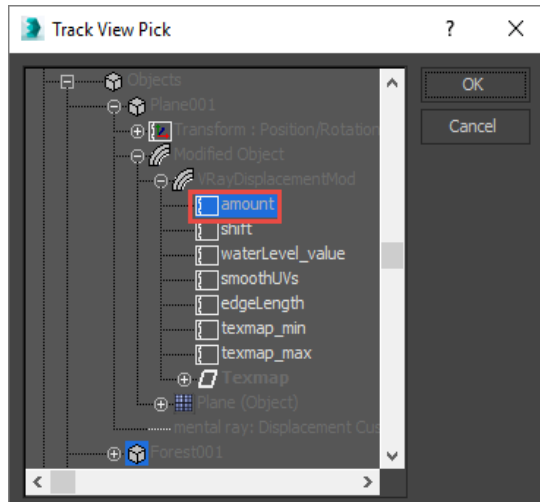 Track View Pick
Objects
OK
Plane001
Transform : Position/Rotation
Cancel
Modified Object
VRayDisplacementMod
amount
shift
waterLevel_value
smoothUVs
edgeLength
texmap_min
texmap_max
Texmap
Plane (Object)
mental ray: Displacement Cus
Forest001